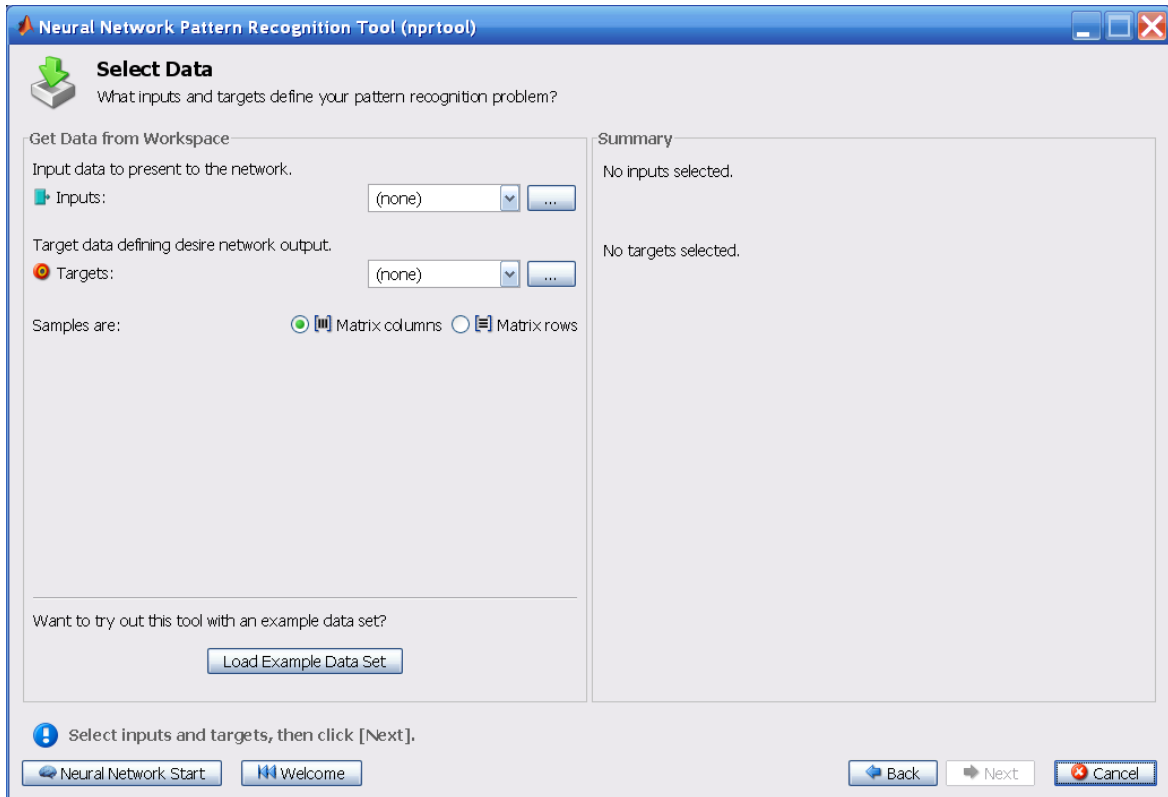 Neural Network Pattern Recognition Tool (nprtool)
Select Data
What inputs and targets define your pattern recognition problem?
Get Data from Workspace
Input data to present to the network.
Inputs: (none) ...
Target data defining desire network output.
Targets: (none) ...
Samples are: Matrix columns Matrix rows
Want to try out this tool with an example data set?
Load Example Data Set
Summary
No inputs selected.
No targets selected.
Select inputs and targets, then click [Next].
Neural Network Start Welcome Back Next Cancel